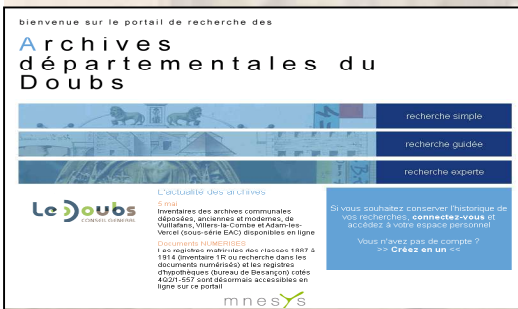 bienvenue sur le portail de recherche des
Archives
départementales du
Doubs
recherche simple
recherche guidée
recherche experte
L'actualité des archives
5 mai
Inventaires des archives communales
déposées, anciennes et modernes, de
Vuillafans, Villers-la-Combe et Adam-les-
Vercel (sous-série EAC) disponibles en ligne
Documents NUMERISES
Les registres matricules des classes 1887 à
1914 (inventaire 1R ou recherche dans les
documents numérisés) et les registres
d'hypothèques (bureau de Besançon) cotés
4Q2/1-557 sont désormais accessibles en
ligne sur ce portail
Le Doubs
CONSEIL GENERAL
Si vous souhaitez conserver l'historique de
vos recherches, connectez-vous et
accédez à votre espace personnel
Vous n'avez pas de compte ?
>> Créez en un <<
mnesys